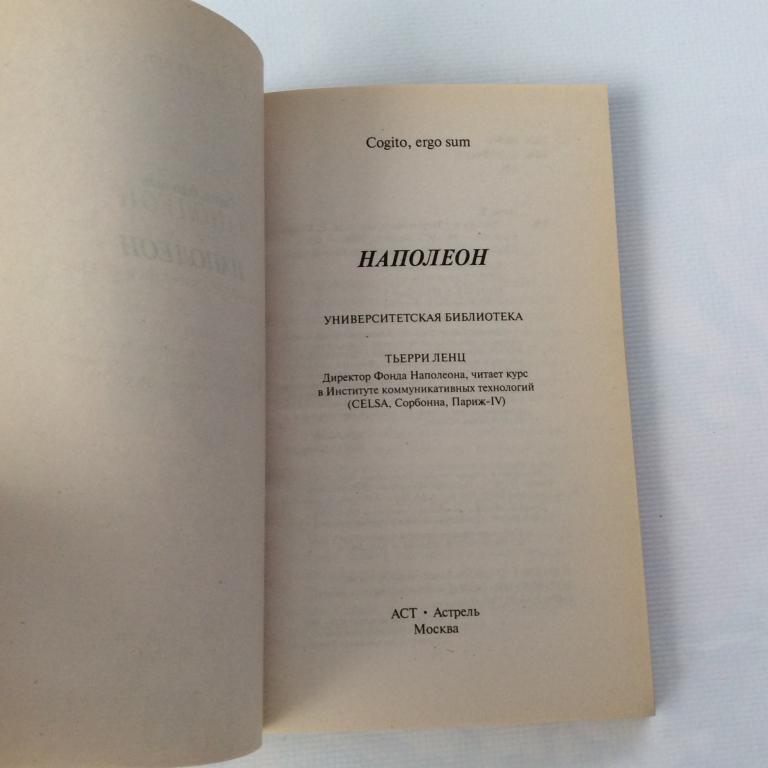 Cogito, ergo sum
НАПОЛЕОН
УНИВЕРСИТЕТСКАЯ БИБЛИОТЕКА
ТЬЕРРИ ЛЕНЦ
Директор Фонда Наполеона, читает курс
в Институте коммуникативных технологий
(CELSA, Сорбонна, Париж-IV)
АСТ • Астрель
Москва